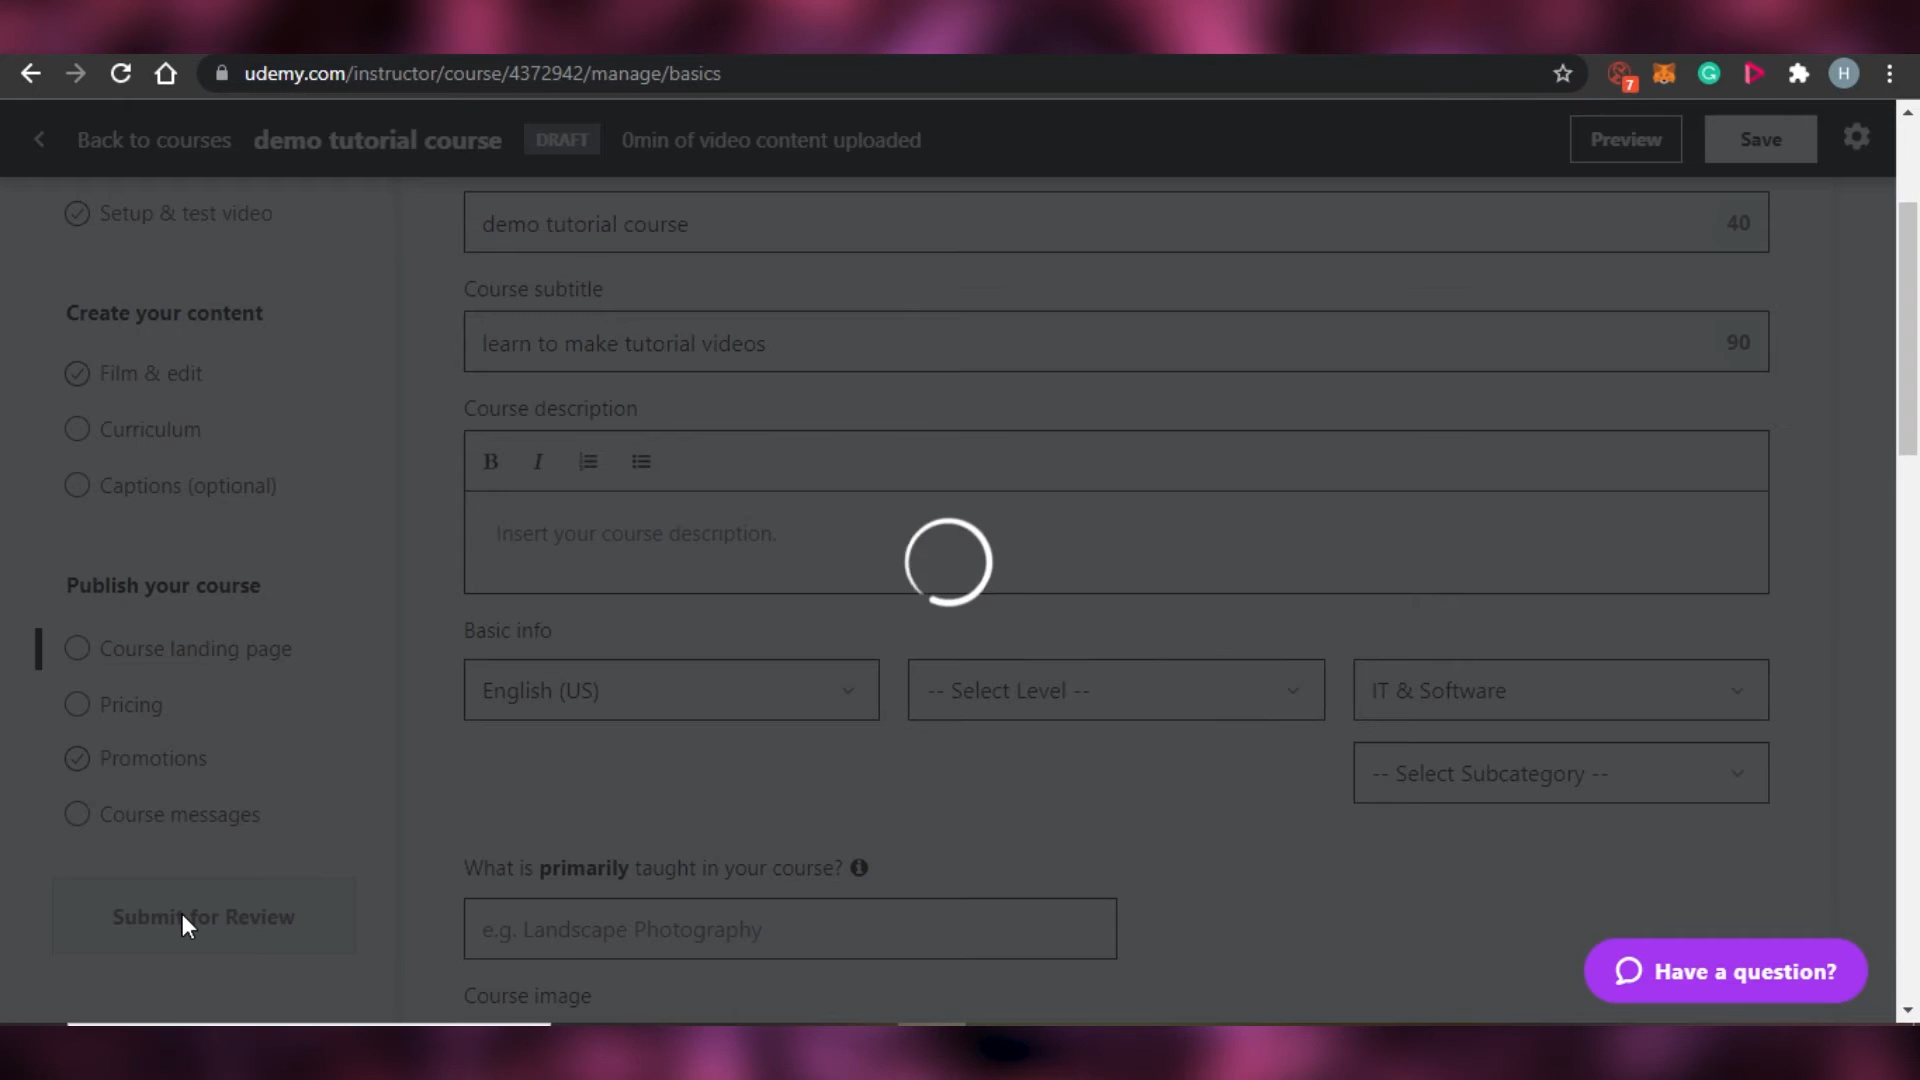 udemy.com/instructor/course/4372942/manage/basics
7
H
Back to courses
demo tutorial course
DRAFT
0min of video content uploaded
Preview
Save
Setup & test video
Create your content
Film & edit
Curriculum
Captions (optional)
Publish your course
Course landing page
Pricing
Promotions
Course messages
Submit for Review
demo tutorial course
40
Course subtitle
learn to make tutorial videos
90
Course description
B I
Insert your course description.
Basic info
English (US)
-- Select Level --
IT & Software
-- Select Subcategory --
What is primarily taught in your course?
e.g. Landscape Photography
Course image
Have a question?